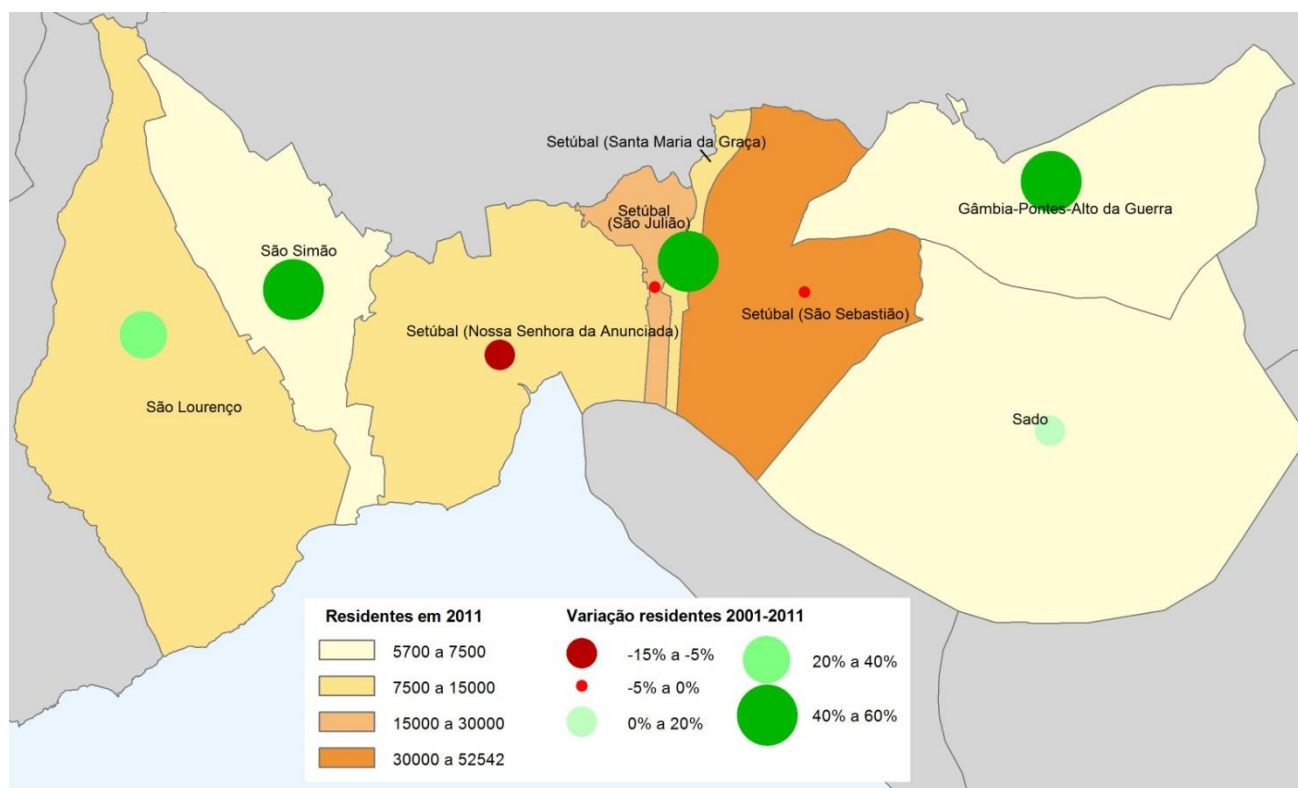 Setúbal (Santa Maria da Graça)
Setúbal
(São Julião)
Gâmbia-Pontes-Alto da Guerra
São Simão
Setúbal (São Sebastião)
Setúbal (Nossa Senhora da Anunciada)
São Lourenço
Sado
Residentes em 2011
5700 a 7500
7500 a 15000
15000 a 30000
30000 a 52542
Variação residentes 2001-2011
-15% a -5%
-5% a 0%
0% a 20%
20% a 40%
40% a 60%